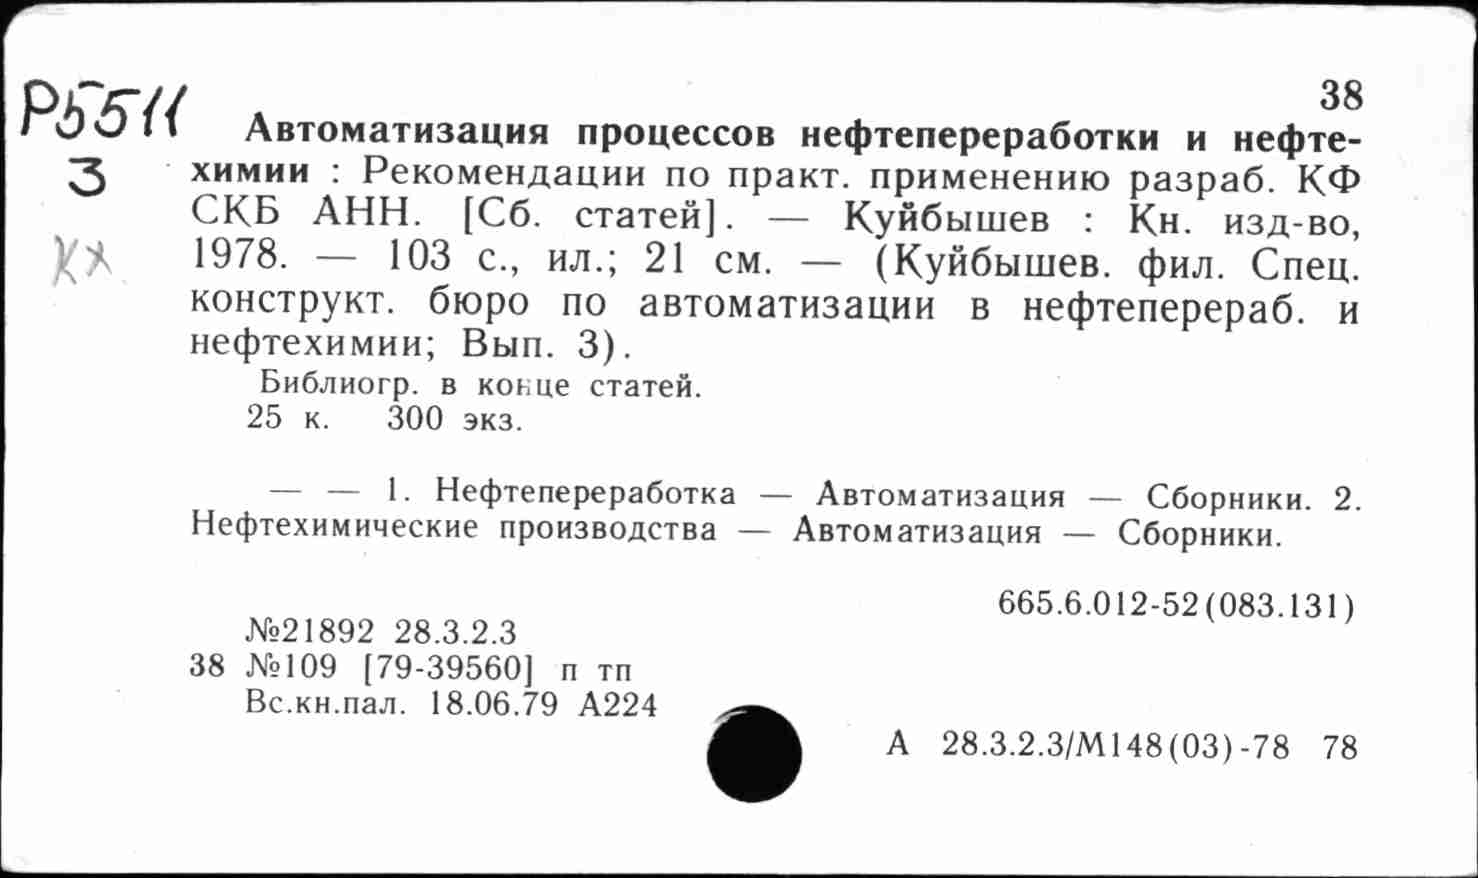 38
Р5511
Автоматизация процессов нефтепереработки и нефте-
3
химии : Рекомендации по практ. применению разраб. КФ
СКБ АНН. [Сб. статей]. — Куйбышев : Кн. изд-во,
кх
1978. — 103 с., ил.; 21 см. — (Куйбышев. фил. Спец.
конструкт. бюро по автоматизации в нефтеперераб. и
нефтехимии; Вып. 3).
Библиогр. в конце статей.
25 к. 300 экз.
— — 1. Нефтепереработка — Автоматизация — Сборники. 2.
Нефтехимические производства — Автоматизация — Сборники.
665.6.012-52(083.131)
№21892 28.3.2.3
38 №109 [79-39560] п тп
Вс.кн.пал. 18.06.79 А224
А 28.3.2.3/М148(03)-78 78